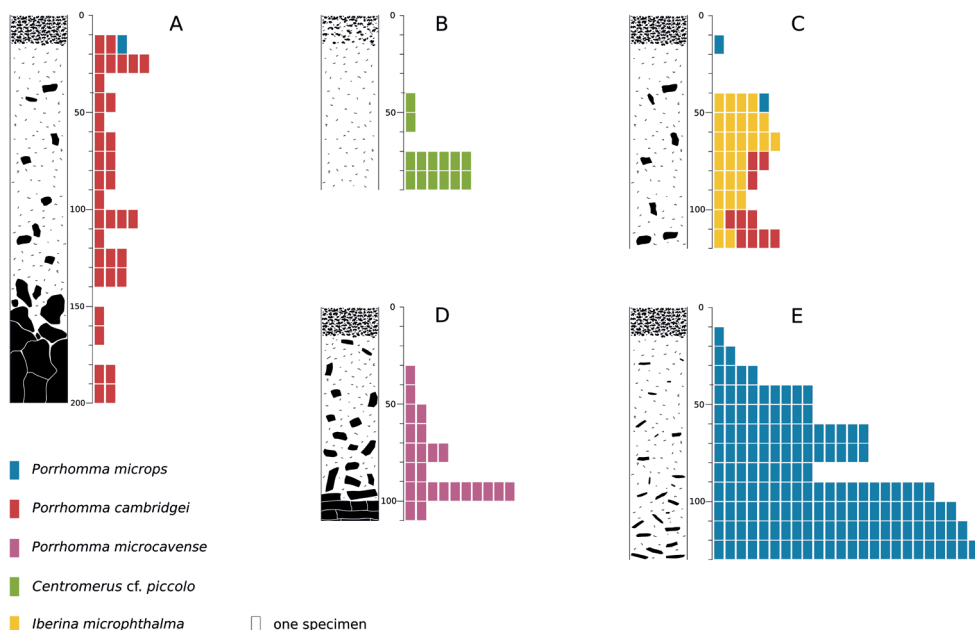 A
0
50
100
150
200
B
0
50
C
0
50
100
D
0
50
100
E
0
50
100
Porrhomma microps
Porrhomma cambridgei
Porrhomma microcavense
Centromerus cf. piccolo
Iberina microphthalma
one specimen